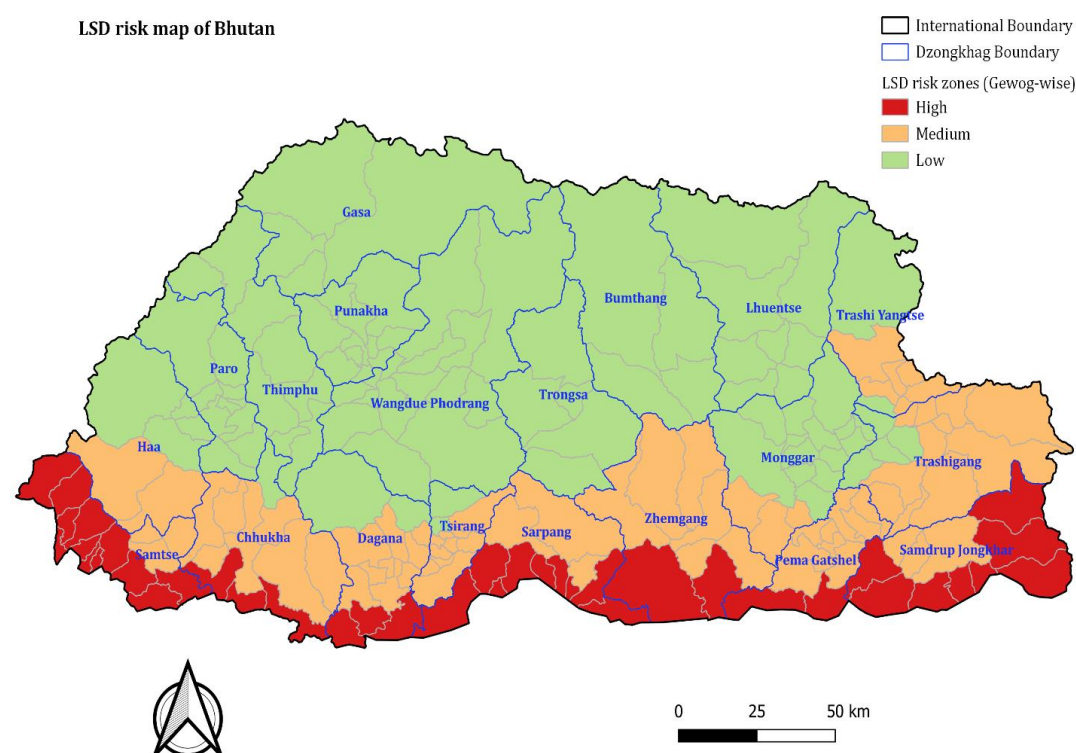 LSD risk map of Bhutan
International Boundary
Dzongkhag Boundary
LSD risk zones (Gewog-wise)
High
Medium
Low
Gasa
Punakha
Bumthang
Lhuentse
Trashi Yangtse
Paro
Thimphu
Wangdue Phodrang
Trongsa
Haa
Monggar
Trashigang
Samtse
Chhukha
Dagana
Tsirang
Sarpang
Zhemgang
Pema Gatshel
Samdrup Jongkhar
0 25 50 km